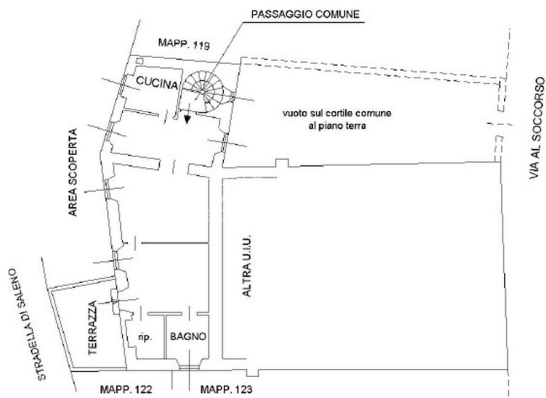 PASSAGGIO COMUNE
MAPP. 119
CUCINA
vuoto sul cortile comune
al piano terra
VIA AL SOCCORSO
AREA SCOPERTA
ALTRA U.I.U.
STRADELLA DI SALENO
TERRAZZA
rip.
BAGNO
MAPP. 122
MAPP. 123